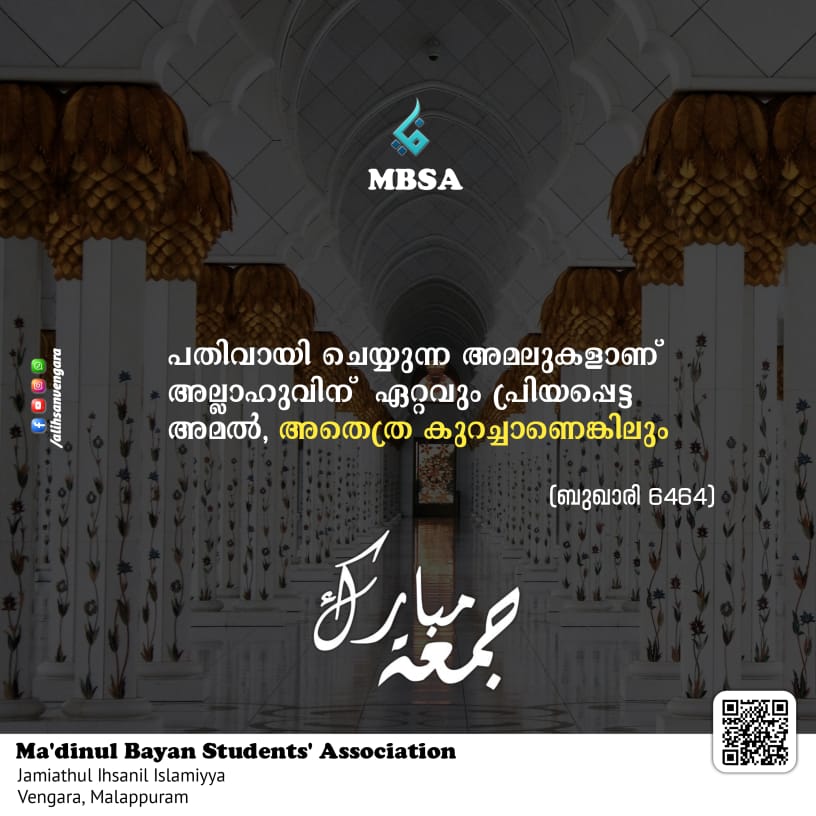 MBSA
/alihsanvengara
പതിവായി ചെയ്യുന്ന അമലുകളാണ്
അല്ലാഹുവിന് ഏറ്റവും പ്രിയപ്പെട്ട
അമൽ, അതെത്ര കുറച്ചാണെങ്കിലും
(ബുഖാരി 6464)
جمعة مبارك
Ma'dinul Bayan Students' Association
Jamiathul Ihsanil Islamiyya
Vengara, Malappuram